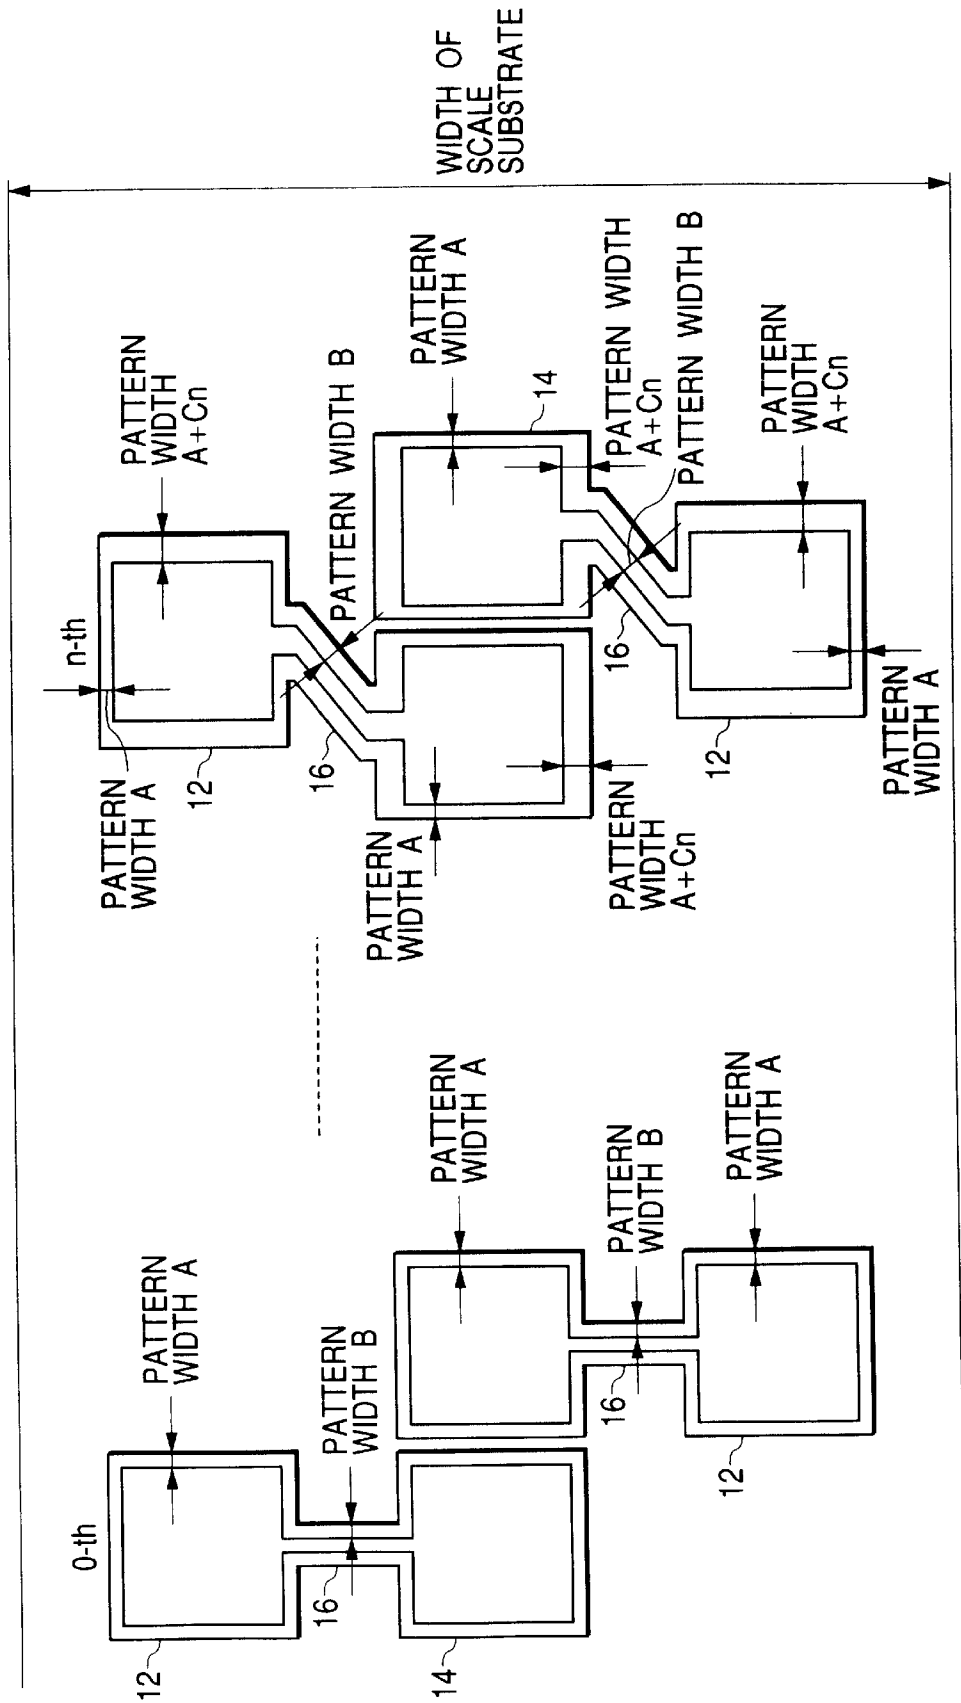 0-th
12
PATTERN
WIDTH A
16
PATTERN
WIDTH B
14
PATTERN
WIDTH A
16
PATTERN
WIDTH B
12
PATTERN
WIDTH A
n-th
PATTERN
WIDTH A
12
PATTERN
WIDTH
A+Cn
16
PATTERN WIDTH B
PATTERN
WIDTH A
PATTERN
WIDTH
A+Cn
PATTERN
WIDTH A
14
PATTERN WIDTH
A+Cn
16
PATTERN WIDTH B
12
PATTERN
WIDTH A
PATTERN
WIDTH
A+Cn
WIDTH OF
SCALE
SUBSTRATE